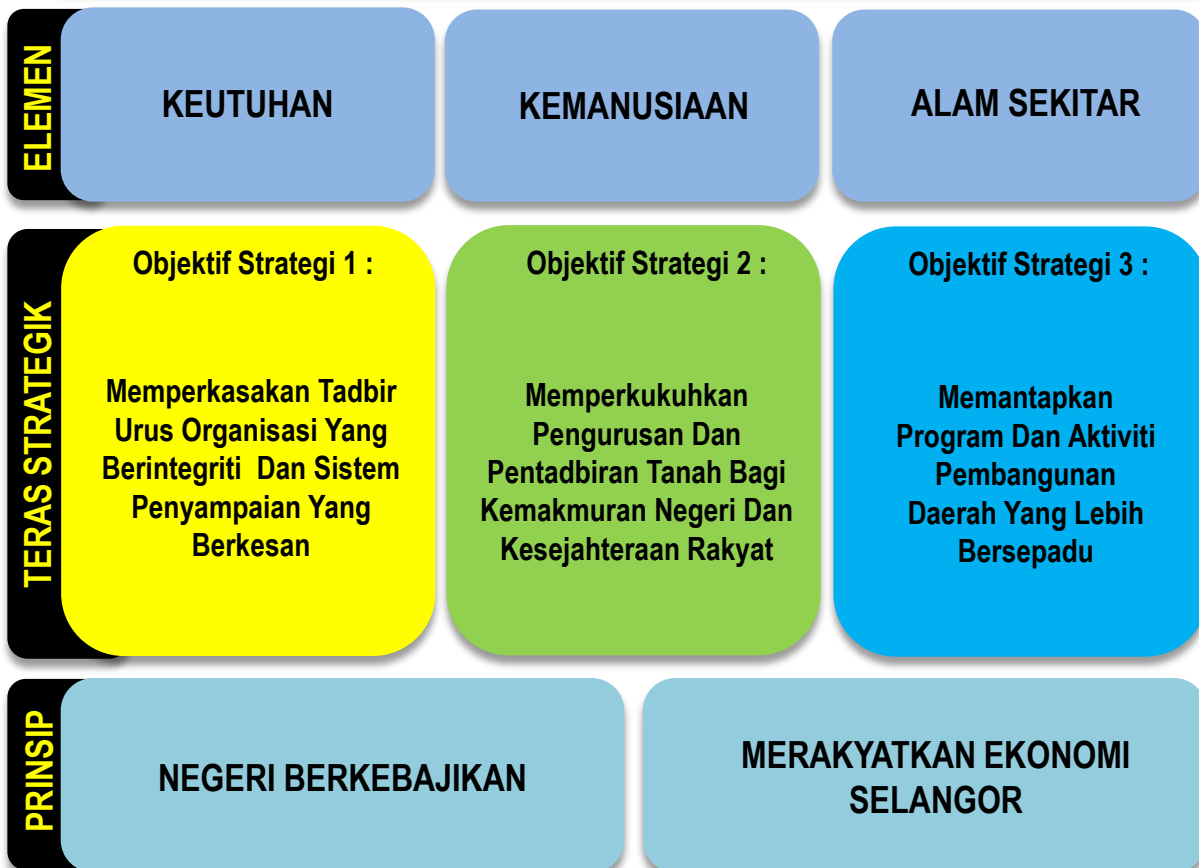 ELEMEN
KEUTUHAN
KEMANUSIAAN
ALAM SEKITAR
TERAS STRATEGIK
Objektif Strategi 1 :
Memperkasakan Tadbir
Urus Organisasi Yang
Berintegriti Dan Sistem
Penyampaian Yang
Berkesan
Objektif Strategi 2 :
Memperkukuhkan
Pengurusan Dan
Pentadbiran Tanah Bagi
Kemakmuran Negeri Dan
Kesejahteraan Rakyat
Objektif Strategi 3 :
Memantapkan
Program Dan Aktiviti
Pembangunan
Daerah Yang Lebih
Bersepadu
PRINSIP
NEGERI BERKEBAJIKAN
MERAKYATKAN EKONOMI
SELANGOR